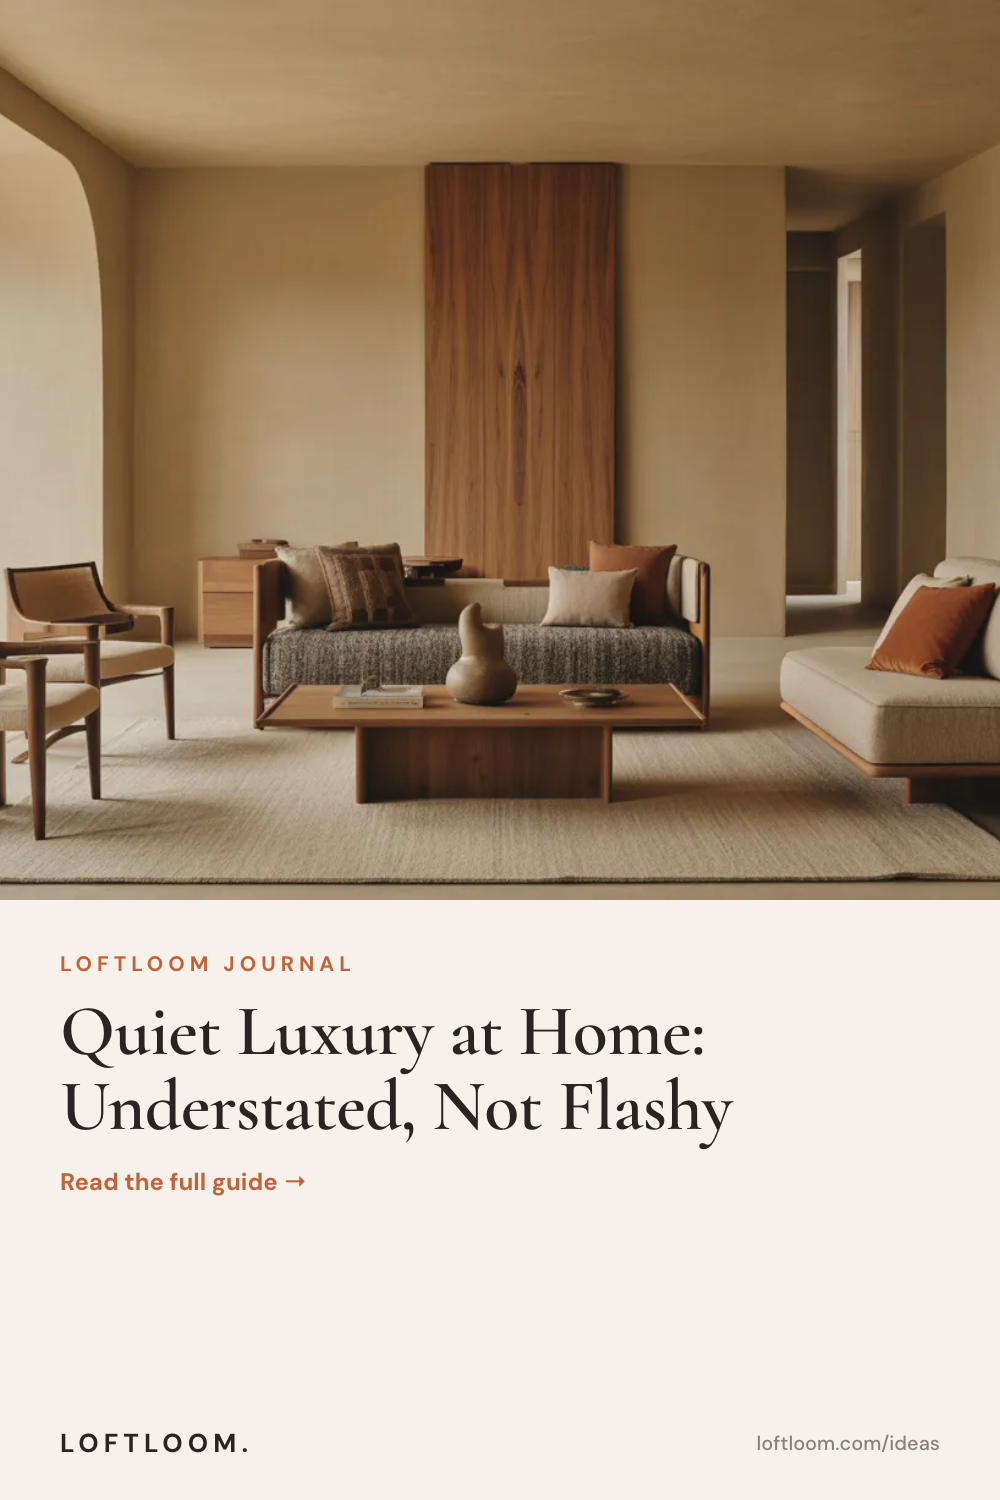 LOFTLOOM JOURNAL
Quiet Luxury at Home:
Understated, Not Flashy
Read the full guide →
LOFTLOOM.
loftloom.com/ideas